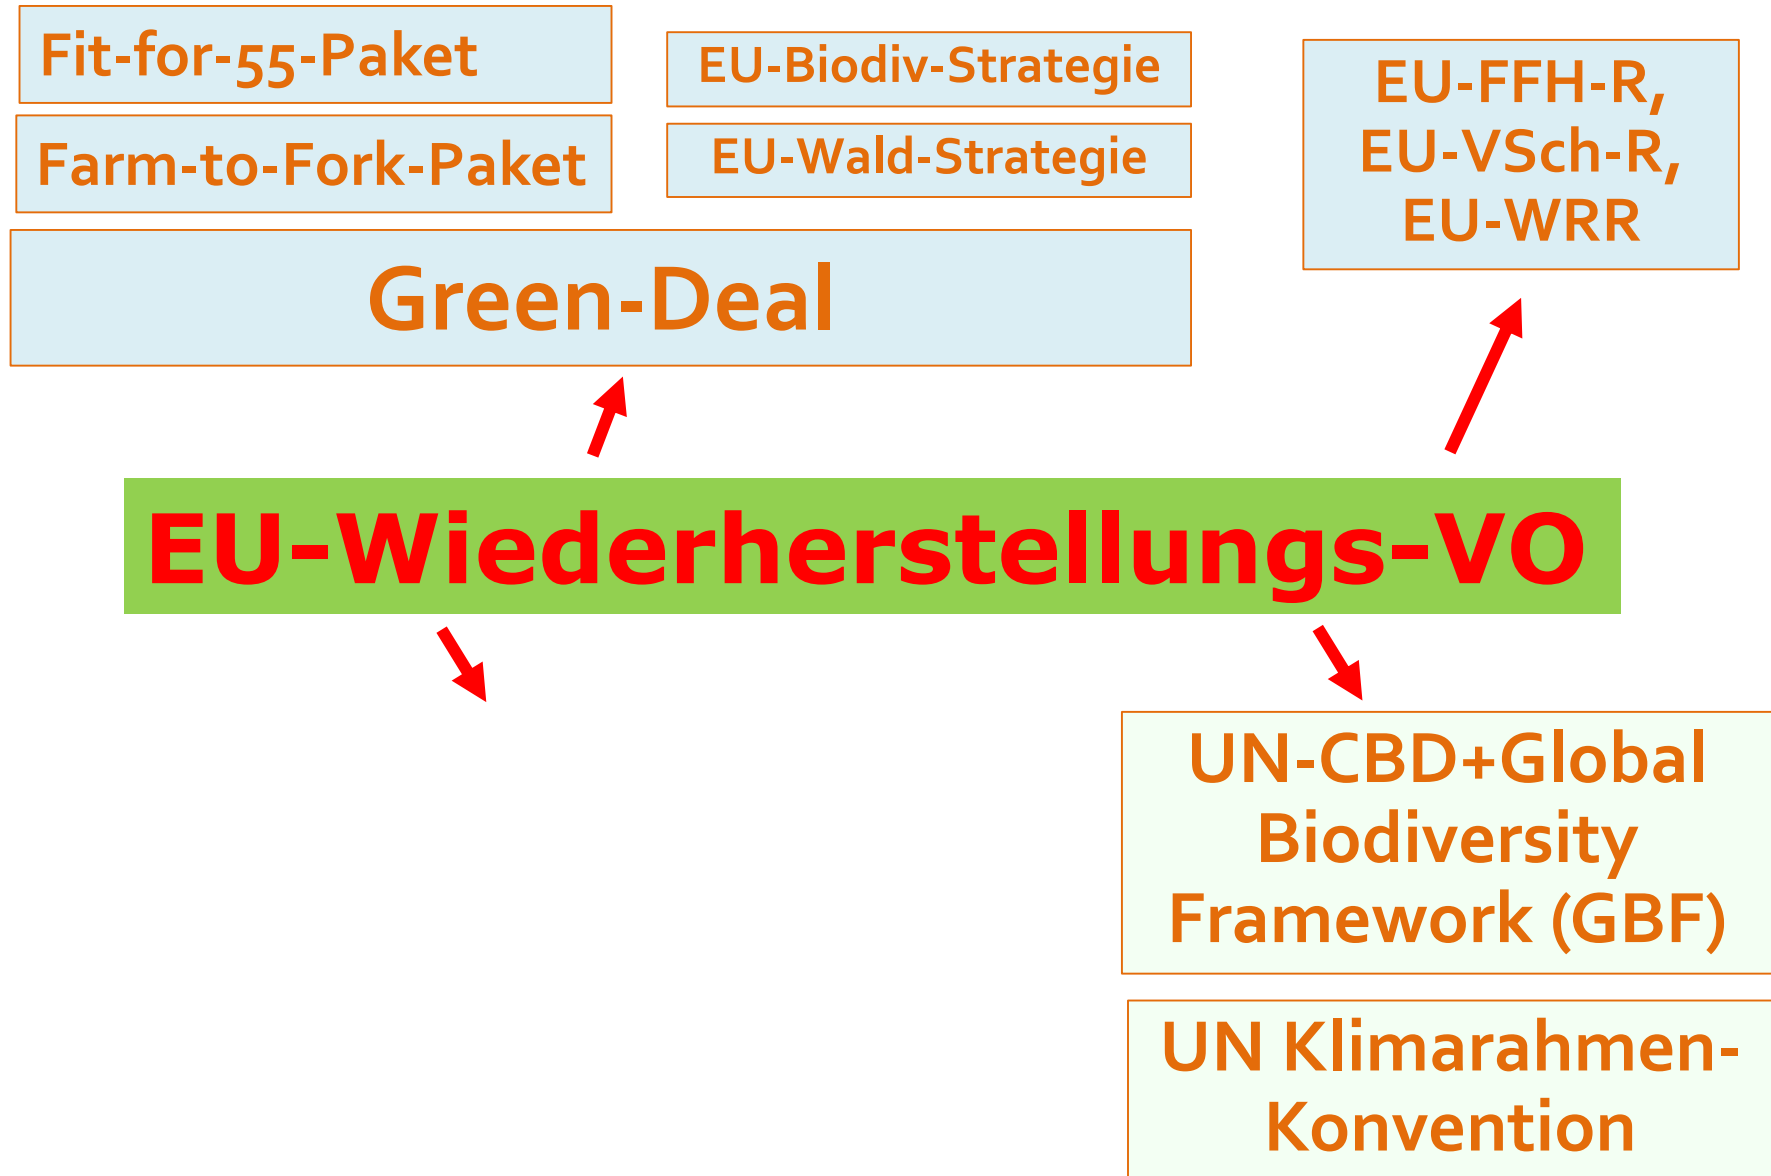 Fit-for-55-Paket
Farm-to-Fork-Paket
EU-Biodiv-Strategie
EU-Wald-Strategie
Green-Deal
EU-FFH-R,
EU-VSch-R,
EU-WRR
EU-Wiederherstellungs-VO
UN-CBD+Global
Biodiversity
Framework (GBF)
UN Klimarahmen-
Konvention